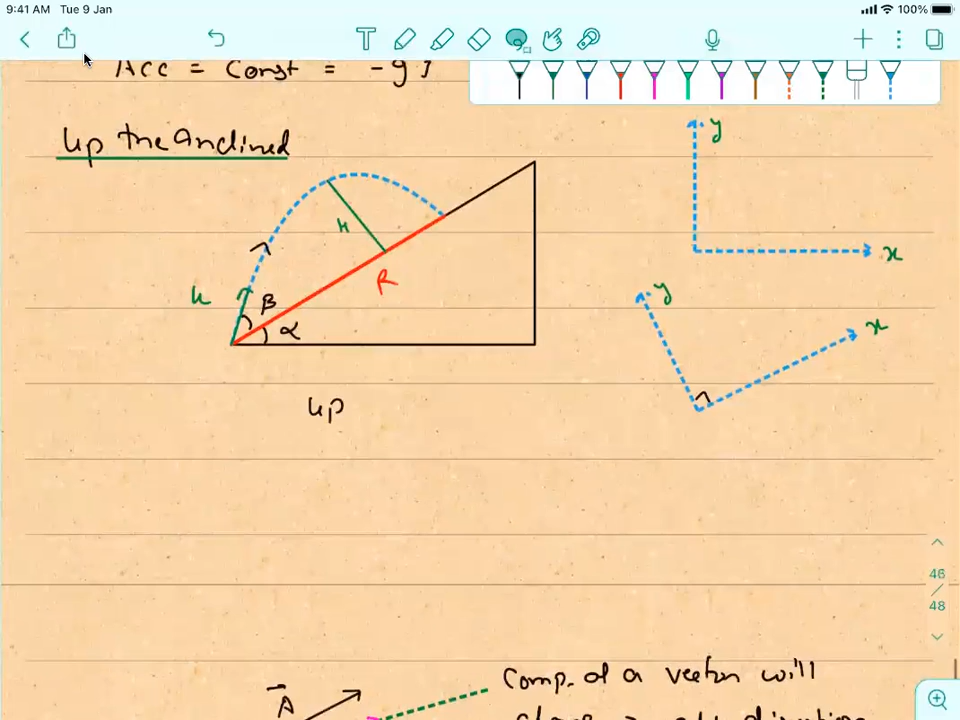 9:41 AM Tue 9 Jan
100%
T
Acc = Const = -g ĵ
Up the Inclined
y
x
H
R
u
β
α
y
x
up
46
/
48
Comp. of a vector will
A